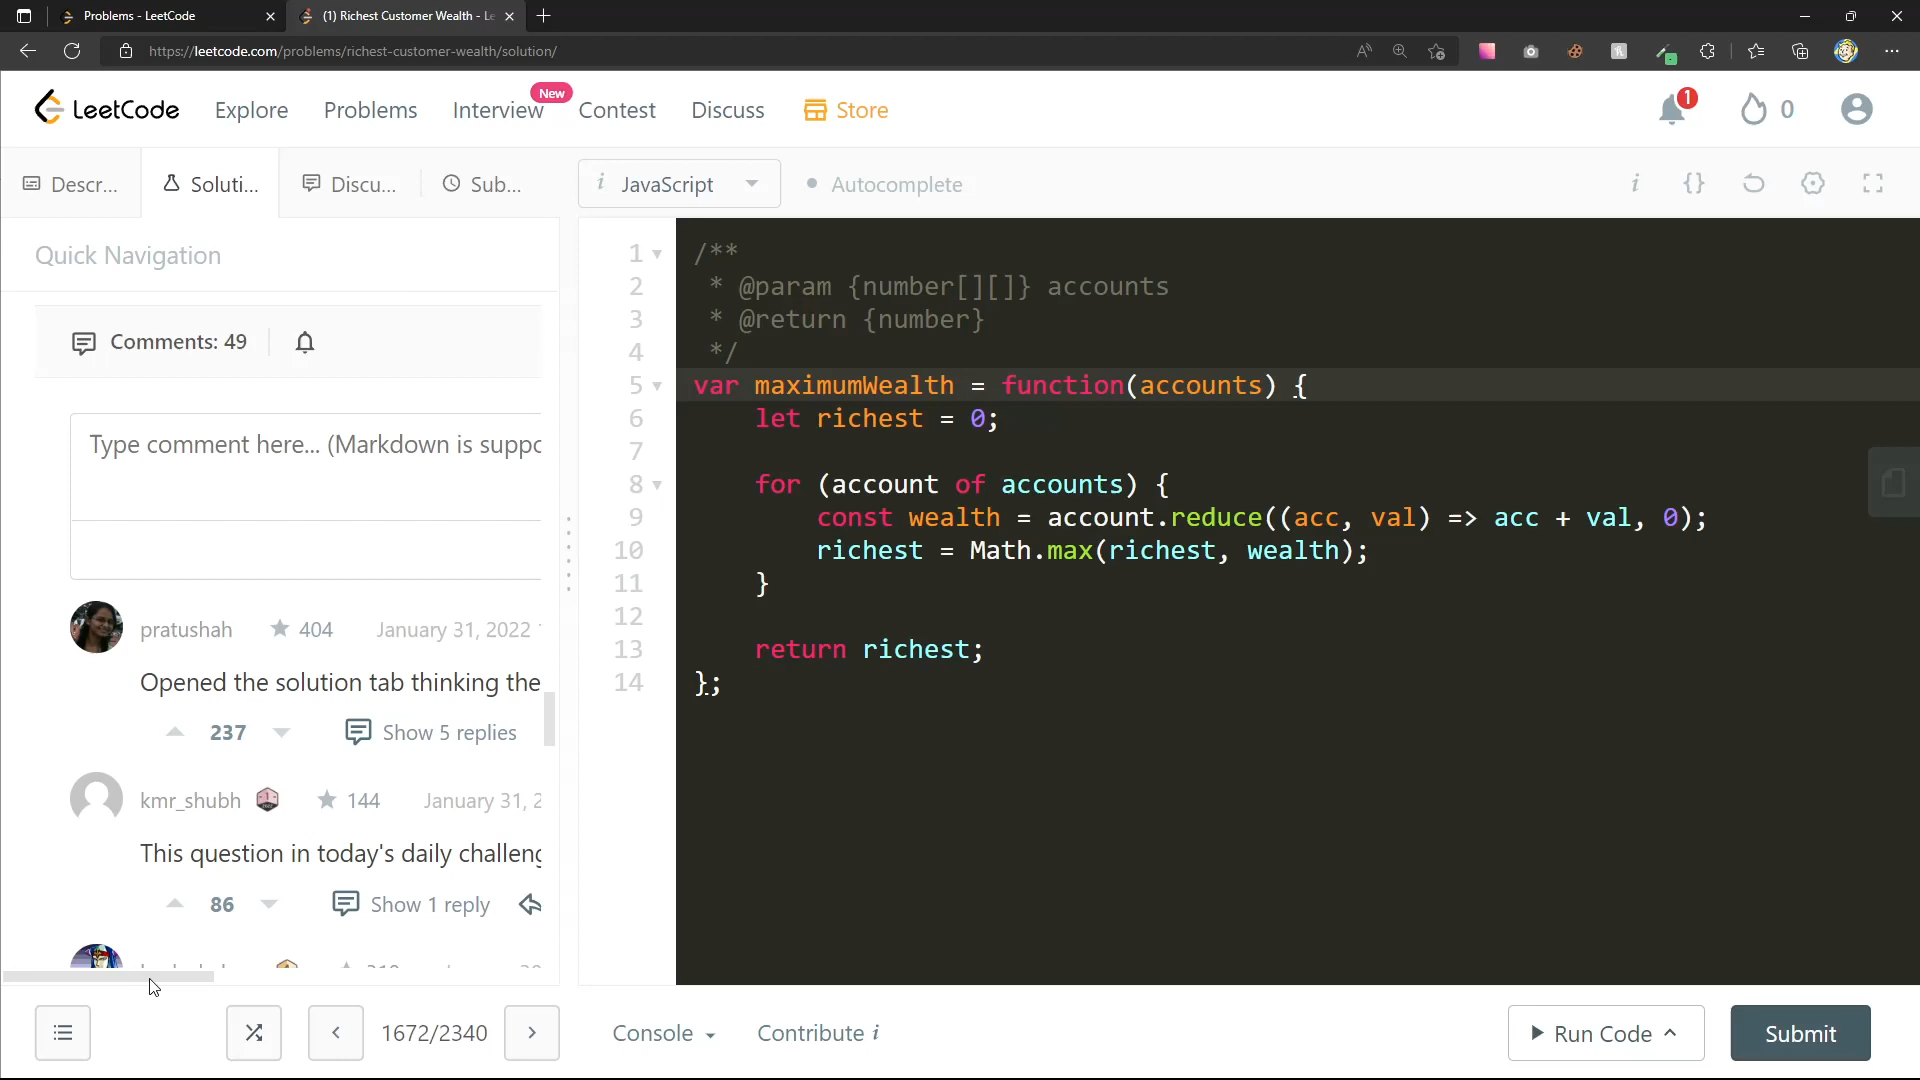 Problems - LeetCode
(1) Richest Customer Wealth - Le
https://leetcode.com/problems/richest-customer-wealth/solution/
LeetCode
Explore
Problems
Interview
New
Contest
Discuss
Store
1
0
Descr...
Soluti...
Discu...
Sub...
i JavaScript
Autocomplete
i
{}
Quick Navigation
Comments: 49
Type comment here... (Markdown is suppo
pratushah 404 January 31, 2022
Opened the solution tab thinking the
237 Show 5 replies
kmr_shubh 144 January 31, 2
This question in today's daily challeng
86 Show 1 reply
1 /**
2 * @param {number[][]} accounts
3 * @return {number}
4 */
5 var maximumWealth = function(accounts) {
6 let richest = 0;
7
8 for (account of accounts) {
9 const wealth = account.reduce((acc, val) => acc + val, 0);
10 richest = Math.max(richest, wealth);
11 }
12
13 return richest;
14 };
1672/2340
Console
Contribute i
Run Code
Submit